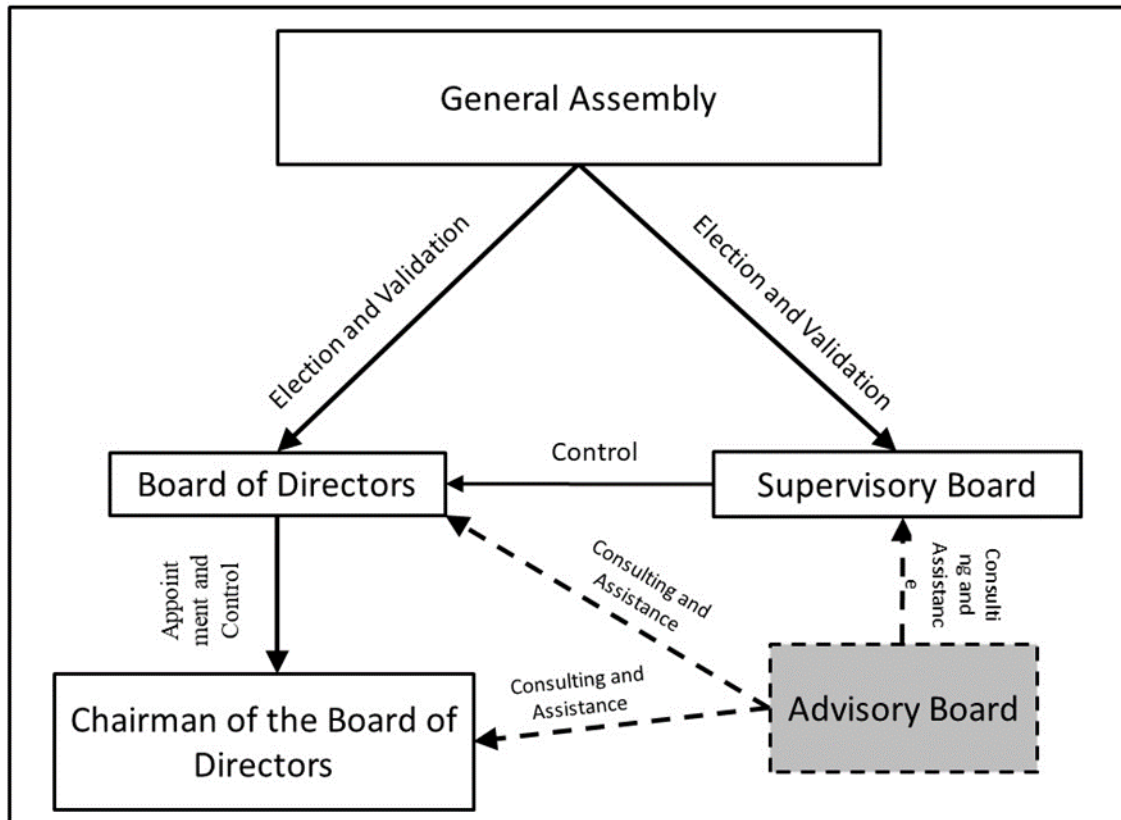 General Assembly
Election and Validation
Election and Validation
Control
Board of Directors
Supervisory Board
Appoint
ment and
Control
Consulting and
Assistance
Consulti
ng and
Assistanc
e
Consulting and
Assistance
Advisory Board
Chairman of the Board of
Directors